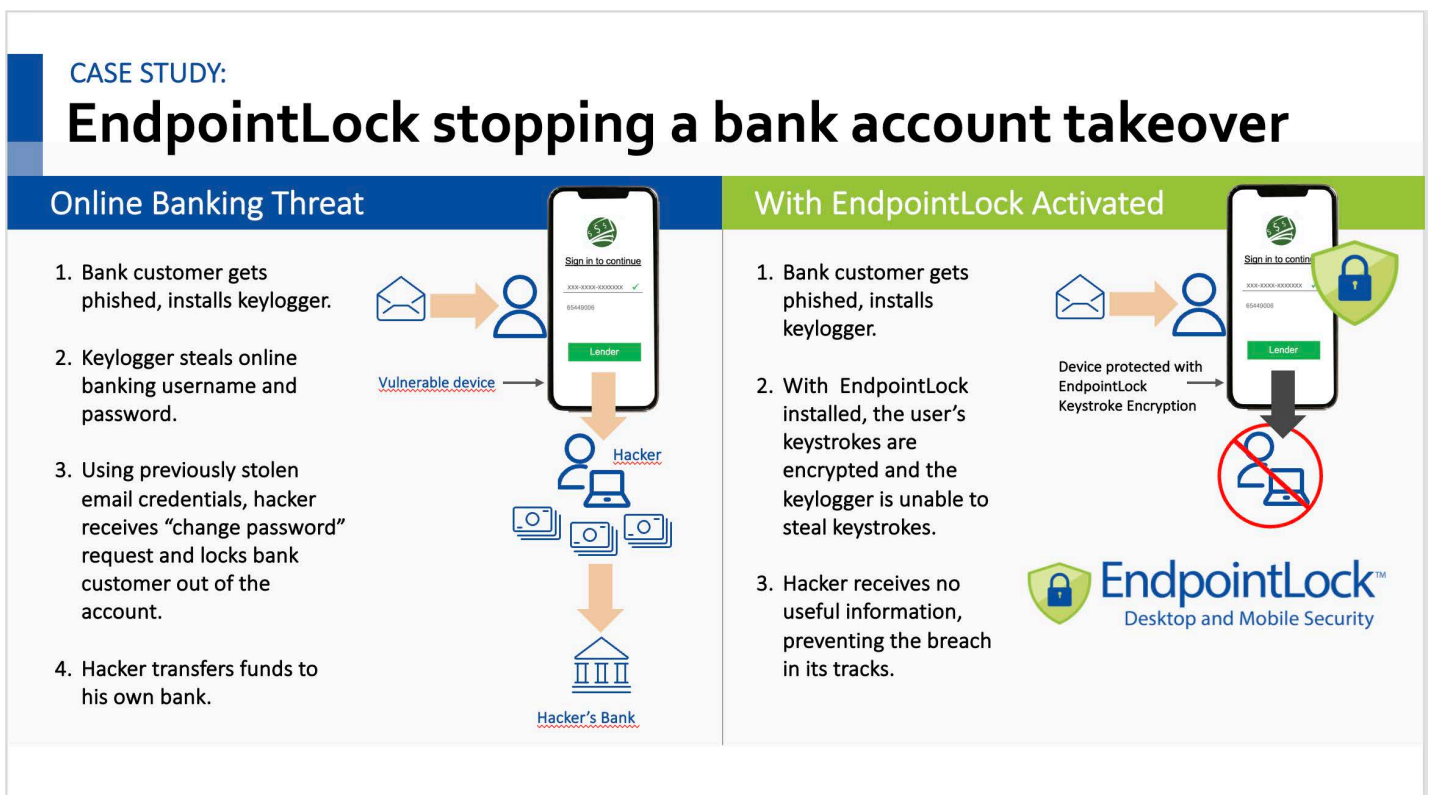 CASE STUDY:
EndpointLock stopping a bank account takeover
Online Banking Threat
1. Bank customer gets
phished, installs keylogger.
2. Keylogger steals online
banking username and
password.
3. Using previously stolen
email credentials, hacker
receives “change password”
request and locks bank
customer out of the
account.
4. Hacker transfers funds to
his own bank.
$$$
Sign in to continue
xxx-xxxx-xxxxxxx ✓
65449006
Lender
Vulnerable device
Hacker
Hacker’s Bank
With EndpointLock Activated
1. Bank customer gets
phished, installs
keylogger.
2. With EndpointLock
installed, the user’s
keystrokes are
encrypted and the
keylogger is unable to
steal keystrokes.
3. Hacker receives no
useful information,
preventing the breach
in its tracks.
$$$
Sign in to contin
xxx-xxxx-xxxxxxx
65449006
Lender
Device protected with
EndpointLock
Keystroke Encryption
EndpointLock™
Desktop and Mobile Security